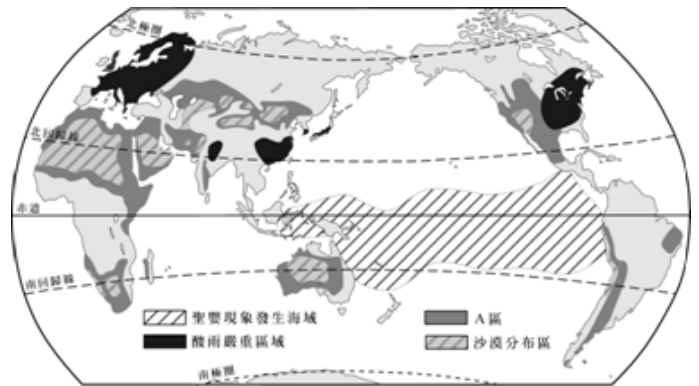 北極圈
北回歸線
赤道
南回歸線
聖嬰現象發生海域
A區
酸雨嚴重區域
沙漠分布區
南極圈